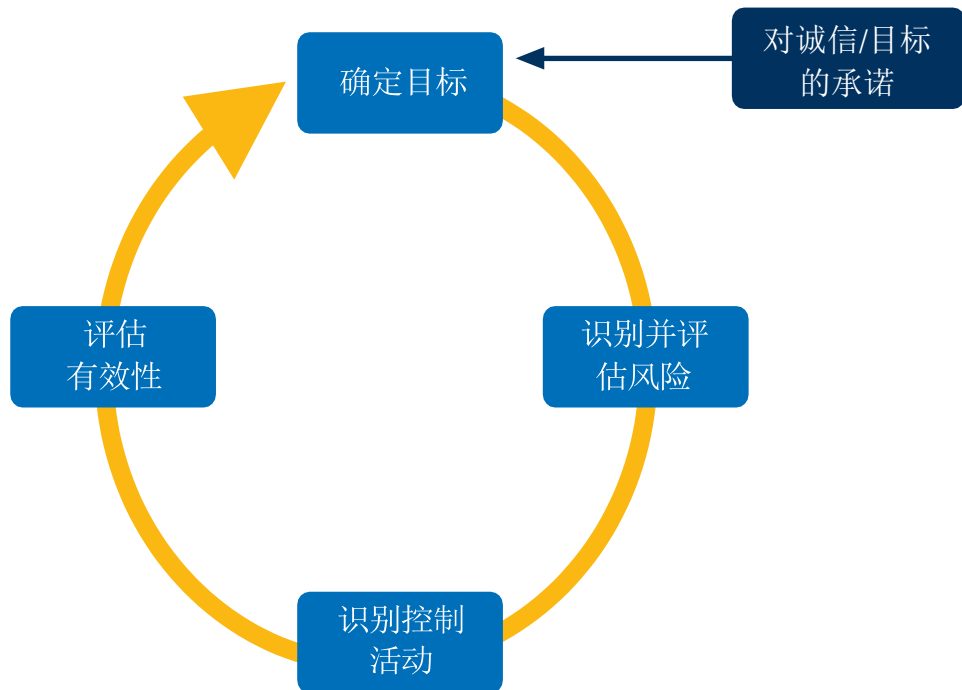 确定目标
对诚信/目标
的承诺
评估
有效性
识别并评
估风险
识别控制
活动